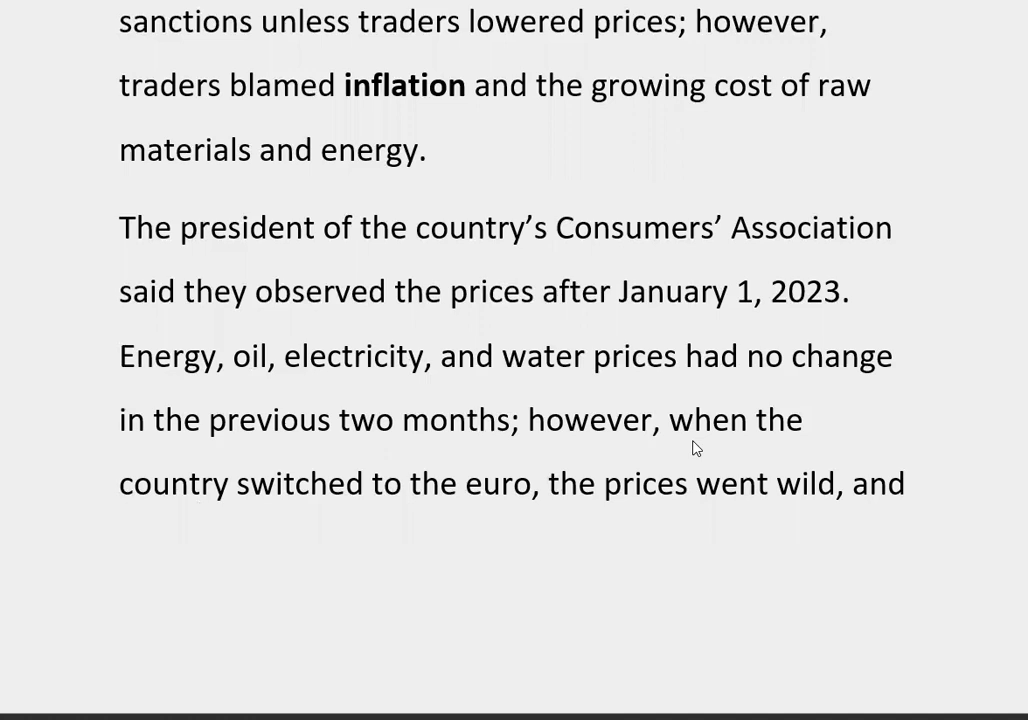 sanctions unless traders lowered prices; however,
traders blamed inflation and the growing cost of raw
materials and energy.
The president of the country’s Consumers’ Association
said they observed the prices after January 1, 2023.
Energy, oil, electricity, and water prices had no change
in the previous two months; however, when the
country switched to the euro, the prices went wild, and